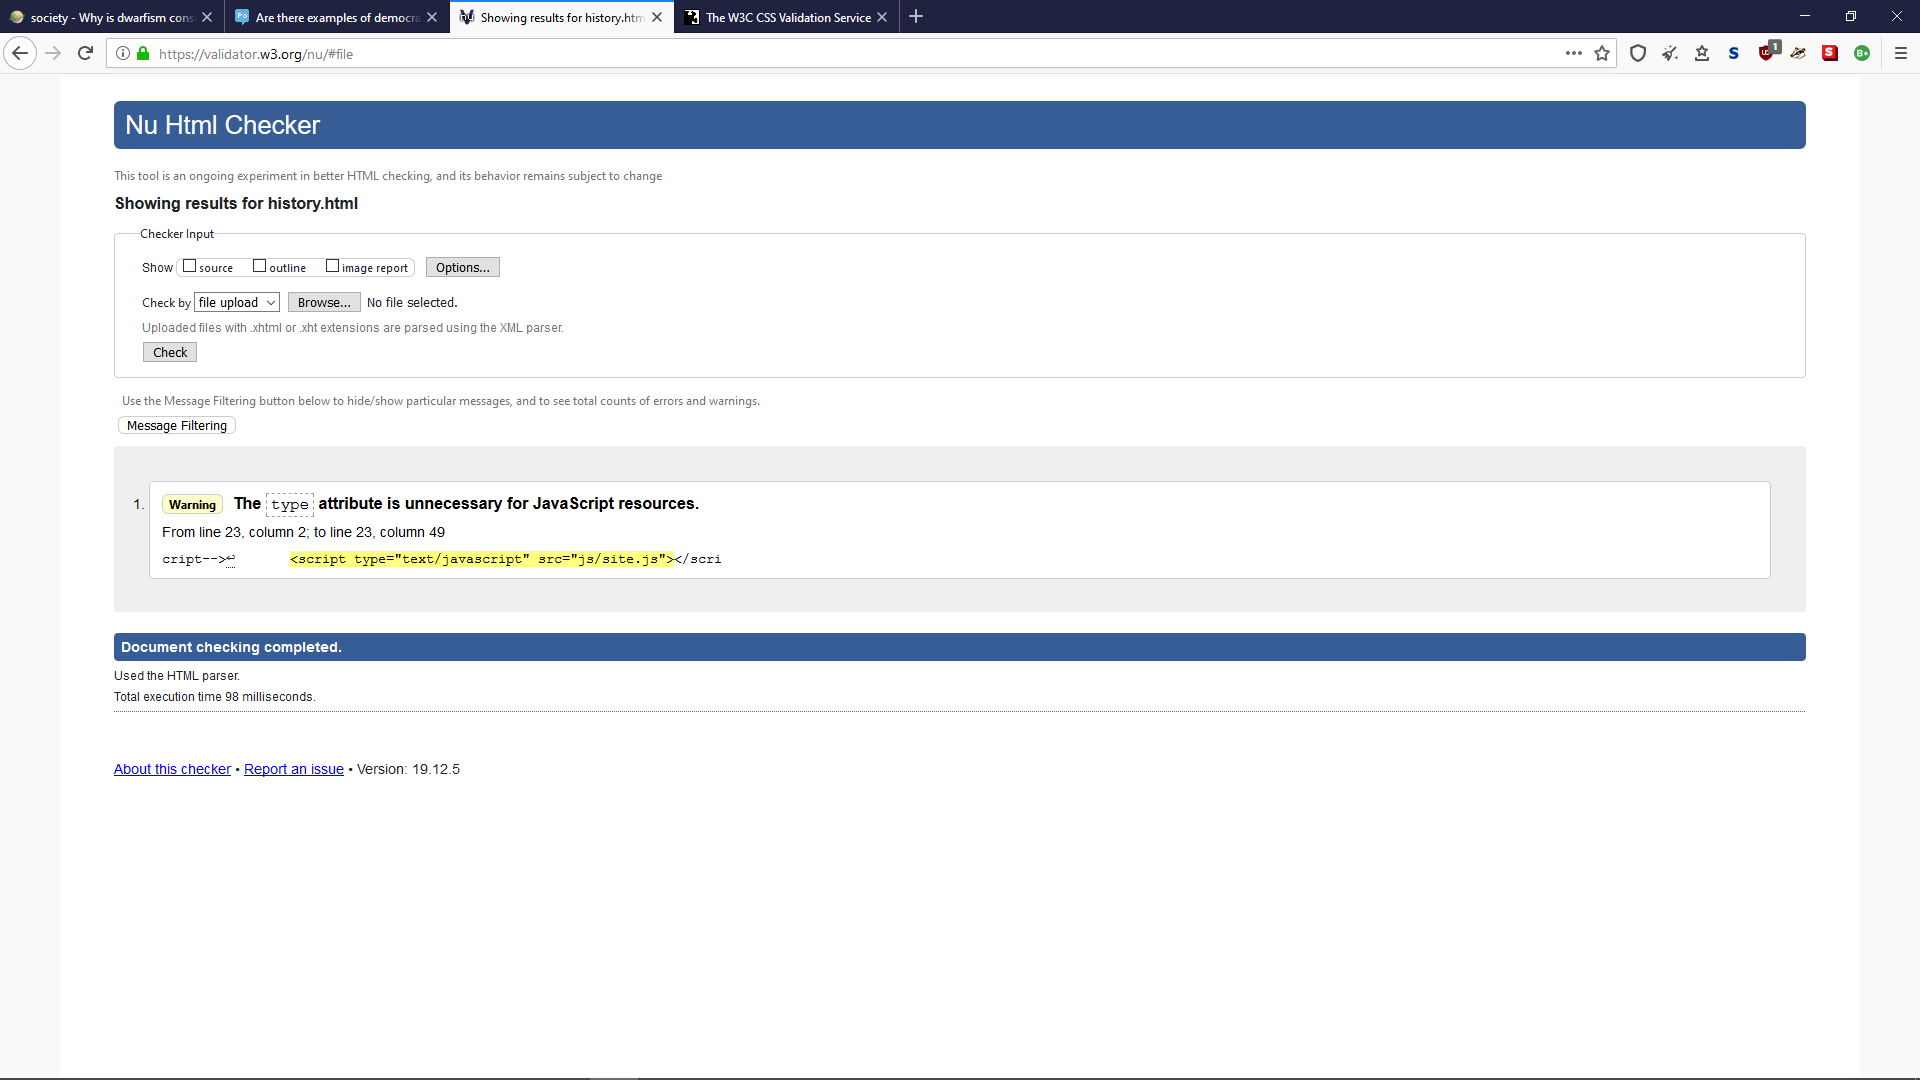 society - Why is dwarfism cons
Are there examples of democra
Showing results for history.htm
The W3C CSS Validation Service
https://validator.w3.org/nu/#file
1
Nu Html Checker
This tool is an ongoing experiment in better HTML checking, and its behavior remains subject to change
Showing results for history.html
Checker Input
Show source outline image report Options...
Check by file upload Browse... No file selected.
Uploaded files with .xhtml or .xht extensions are parsed using the XML parser.
Check
Use the Message Filtering button below to hide/show particular messages, and to see total counts of errors and warnings.
Message Filtering
1. Warning The type attribute is unnecessary for JavaScript resources.
From line 23, column 2; to line 23, column 49
cript-->↩ <script type="text/javascript" src="js/site.js"></scri
Document checking completed.
Used the HTML parser.
Total execution time 98 milliseconds.
About this checker • Report an issue • Version: 19.12.5